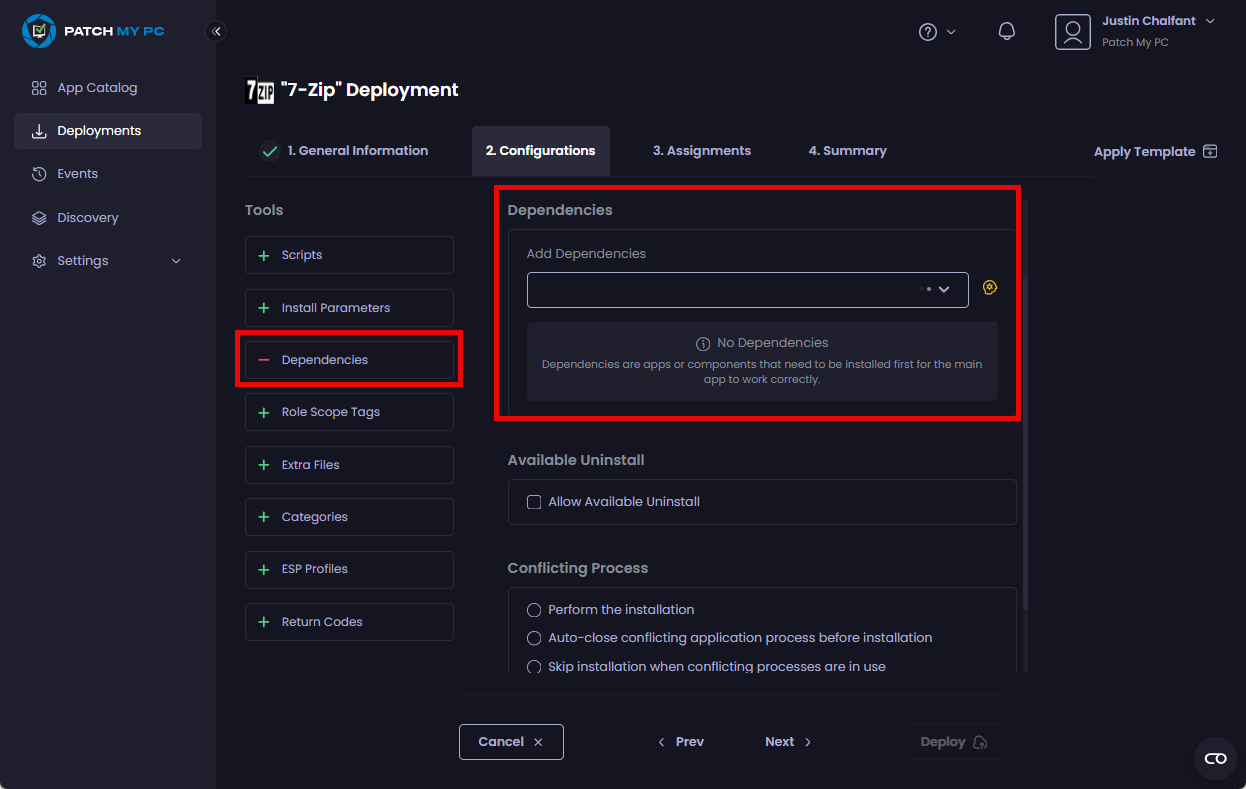 PATCH MY PC
Justin Chalfant
Patch My PC
App Catalog
Deployments
Events
Discovery
Settings
7ZIP "7-Zip" Deployment
1. General Information
2. Configurations
3. Assignments
4. Summary
Apply Template
Tools
Scripts
Install Parameters
Dependencies
Role Scope Tags
Extra Files
Categories
ESP Profiles
Return Codes
Dependencies
Add Dependencies
No Dependencies
Dependencies are apps or components that need to be installed first for the main
app to work correctly.
Available Uninstall
Allow Available Uninstall
Conflicting Process
Perform the installation
Auto-close conflicting application process before installation
Skip installation when conflicting processes are in use
Cancel
Prev
Next
Deploy